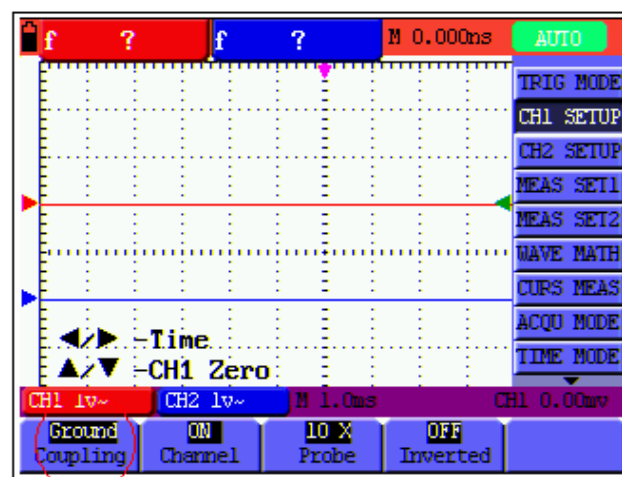 f ? f ? M 0.000ns AUTO
TRIG MODE
CH1 SETUP
CH2 SETUP
MEAS SET1
MEAS SET2
WAVE MATH
CURS MEAS
ACQU MODE
TIME MODE
◀/▶ -Time
▲/▼ -CH1 Zero
CH1 1v~ CH2 1v~ M 1.0ms CH1 0.00mv
Ground ON 10 X OFF
Coupling Channel Probe Inverted